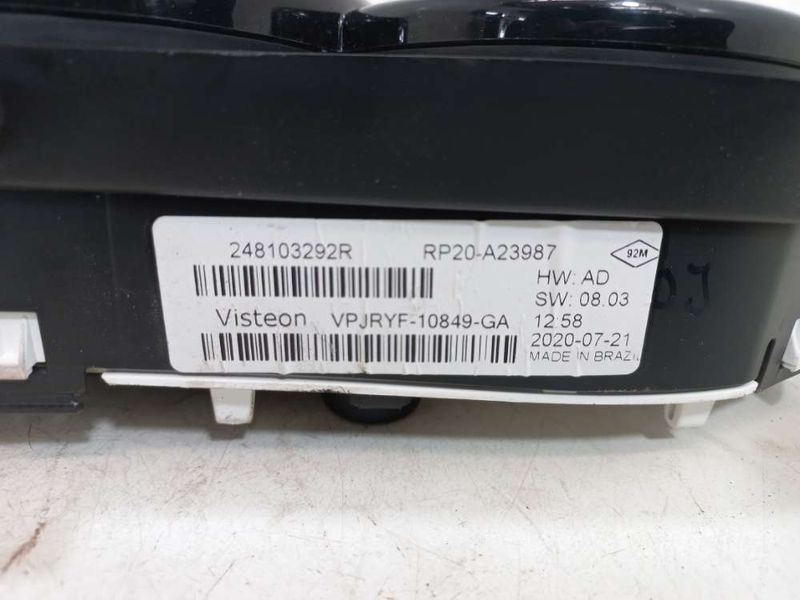 248103292R RP20-A23987
92M
HW: AD
SW: 08.03
Visteon VPJRYF-10849-GA
12:58
2020-07-21
MADE IN BRAZIL